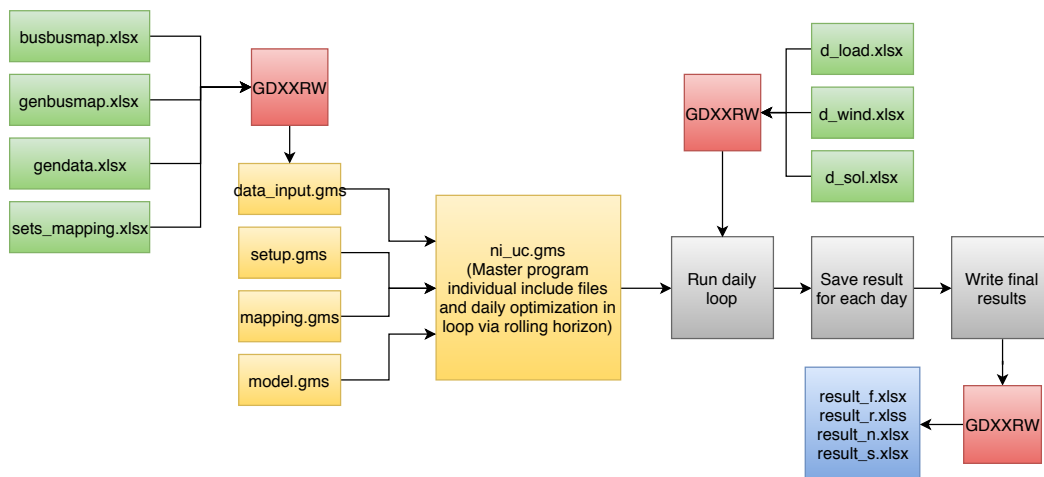 busbusmap.xlsx
genbusmap.xlsx
gendata.xlsx
sets_mapping.xlsx
GDXXRW
data_input.gms
setup.gms
mapping.gms
model.gms
ni_uc.gms
(Master program
individual include files
and daily optimization in
loop via rolling horizon)
GDXXRW
d_load.xlsx
d_wind.xlsx
d_sol.xlsx
Run daily
loop
Save result
for each day
Write final
results
result_f.xlsx
result_r.xlss
result_n.xlsx
result_s.xlsx
GDXXRW